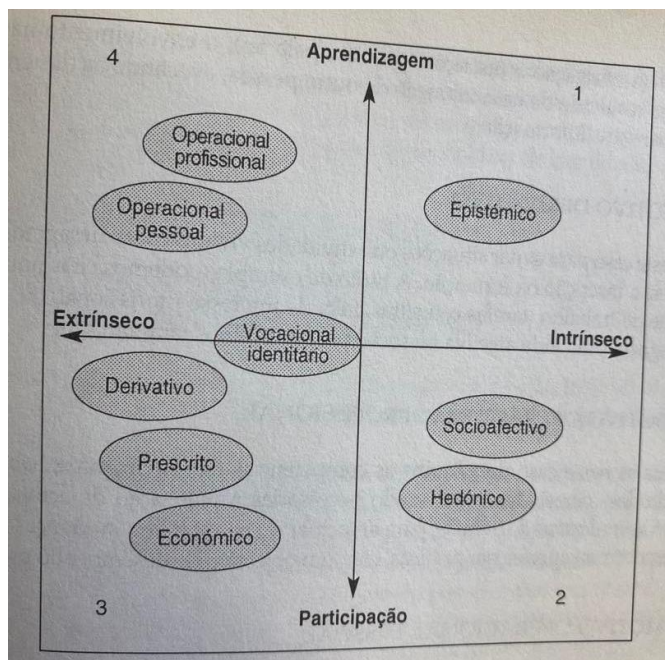 4
Aprendizagem
1
Operacional
profissional
Operacional
pessoal
Epistémico
Extrínseco
Vocacional
identitário
Intrínseco
Derivativo
Socioafectivo
Prescrito
Hedónico
Económico
3
Participação
2